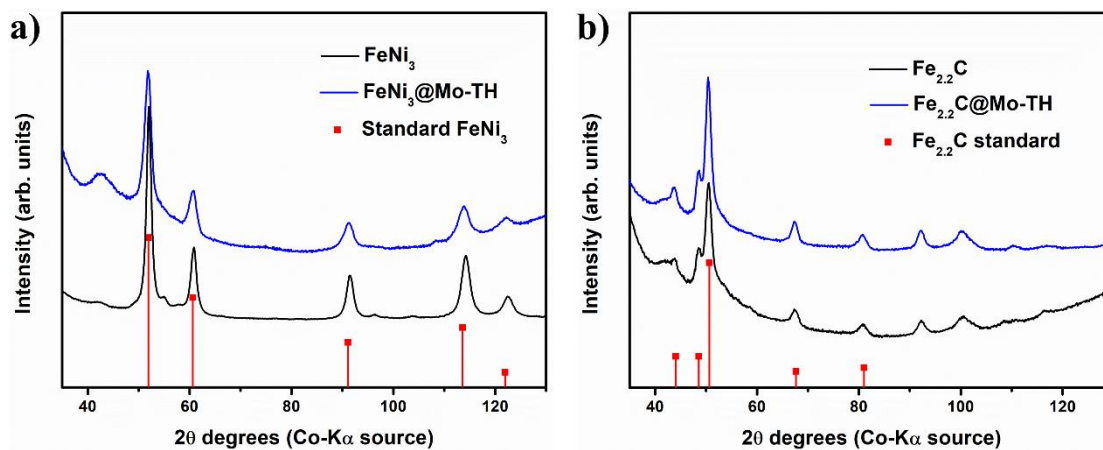 a)
FeNi₃
FeNi₃@Mo-TH
Standard FeNi₃
Intensity (arb. units)
40 60 80 100 120
2θ degrees (Co-Kα source)
b)
Fe₂.₂C
Fe₂.₂C@Mo-TH
Fe₂.₂C standard
Intensity (arb. units)
40 60 80 100 120
2θ degrees (Co-Kα source)